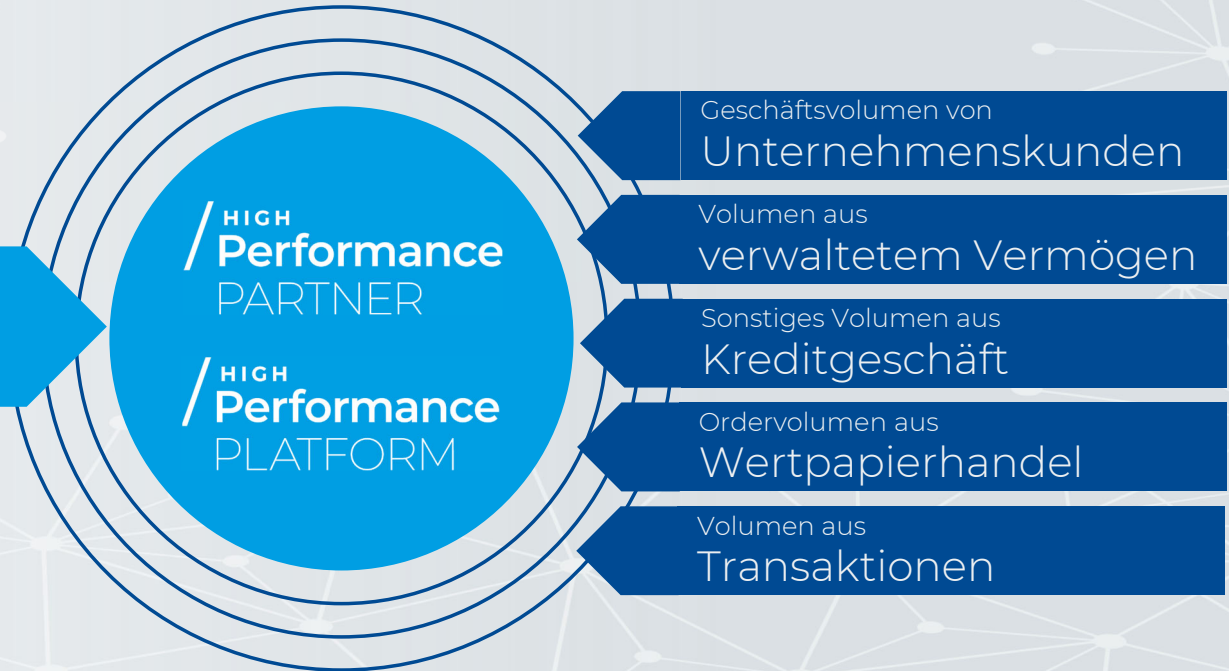 HIGH
Performance
PARTNER
HIGH
Performance
PLATFORM
Geschäftsvolumen von
Unternehmenskunden
Volumen aus
verwaltetem Vermögen
Sonstiges Volumen aus
Kreditgeschäft
Ordervolumen aus
Wertpapierhandel
Volumen aus
Transaktionen